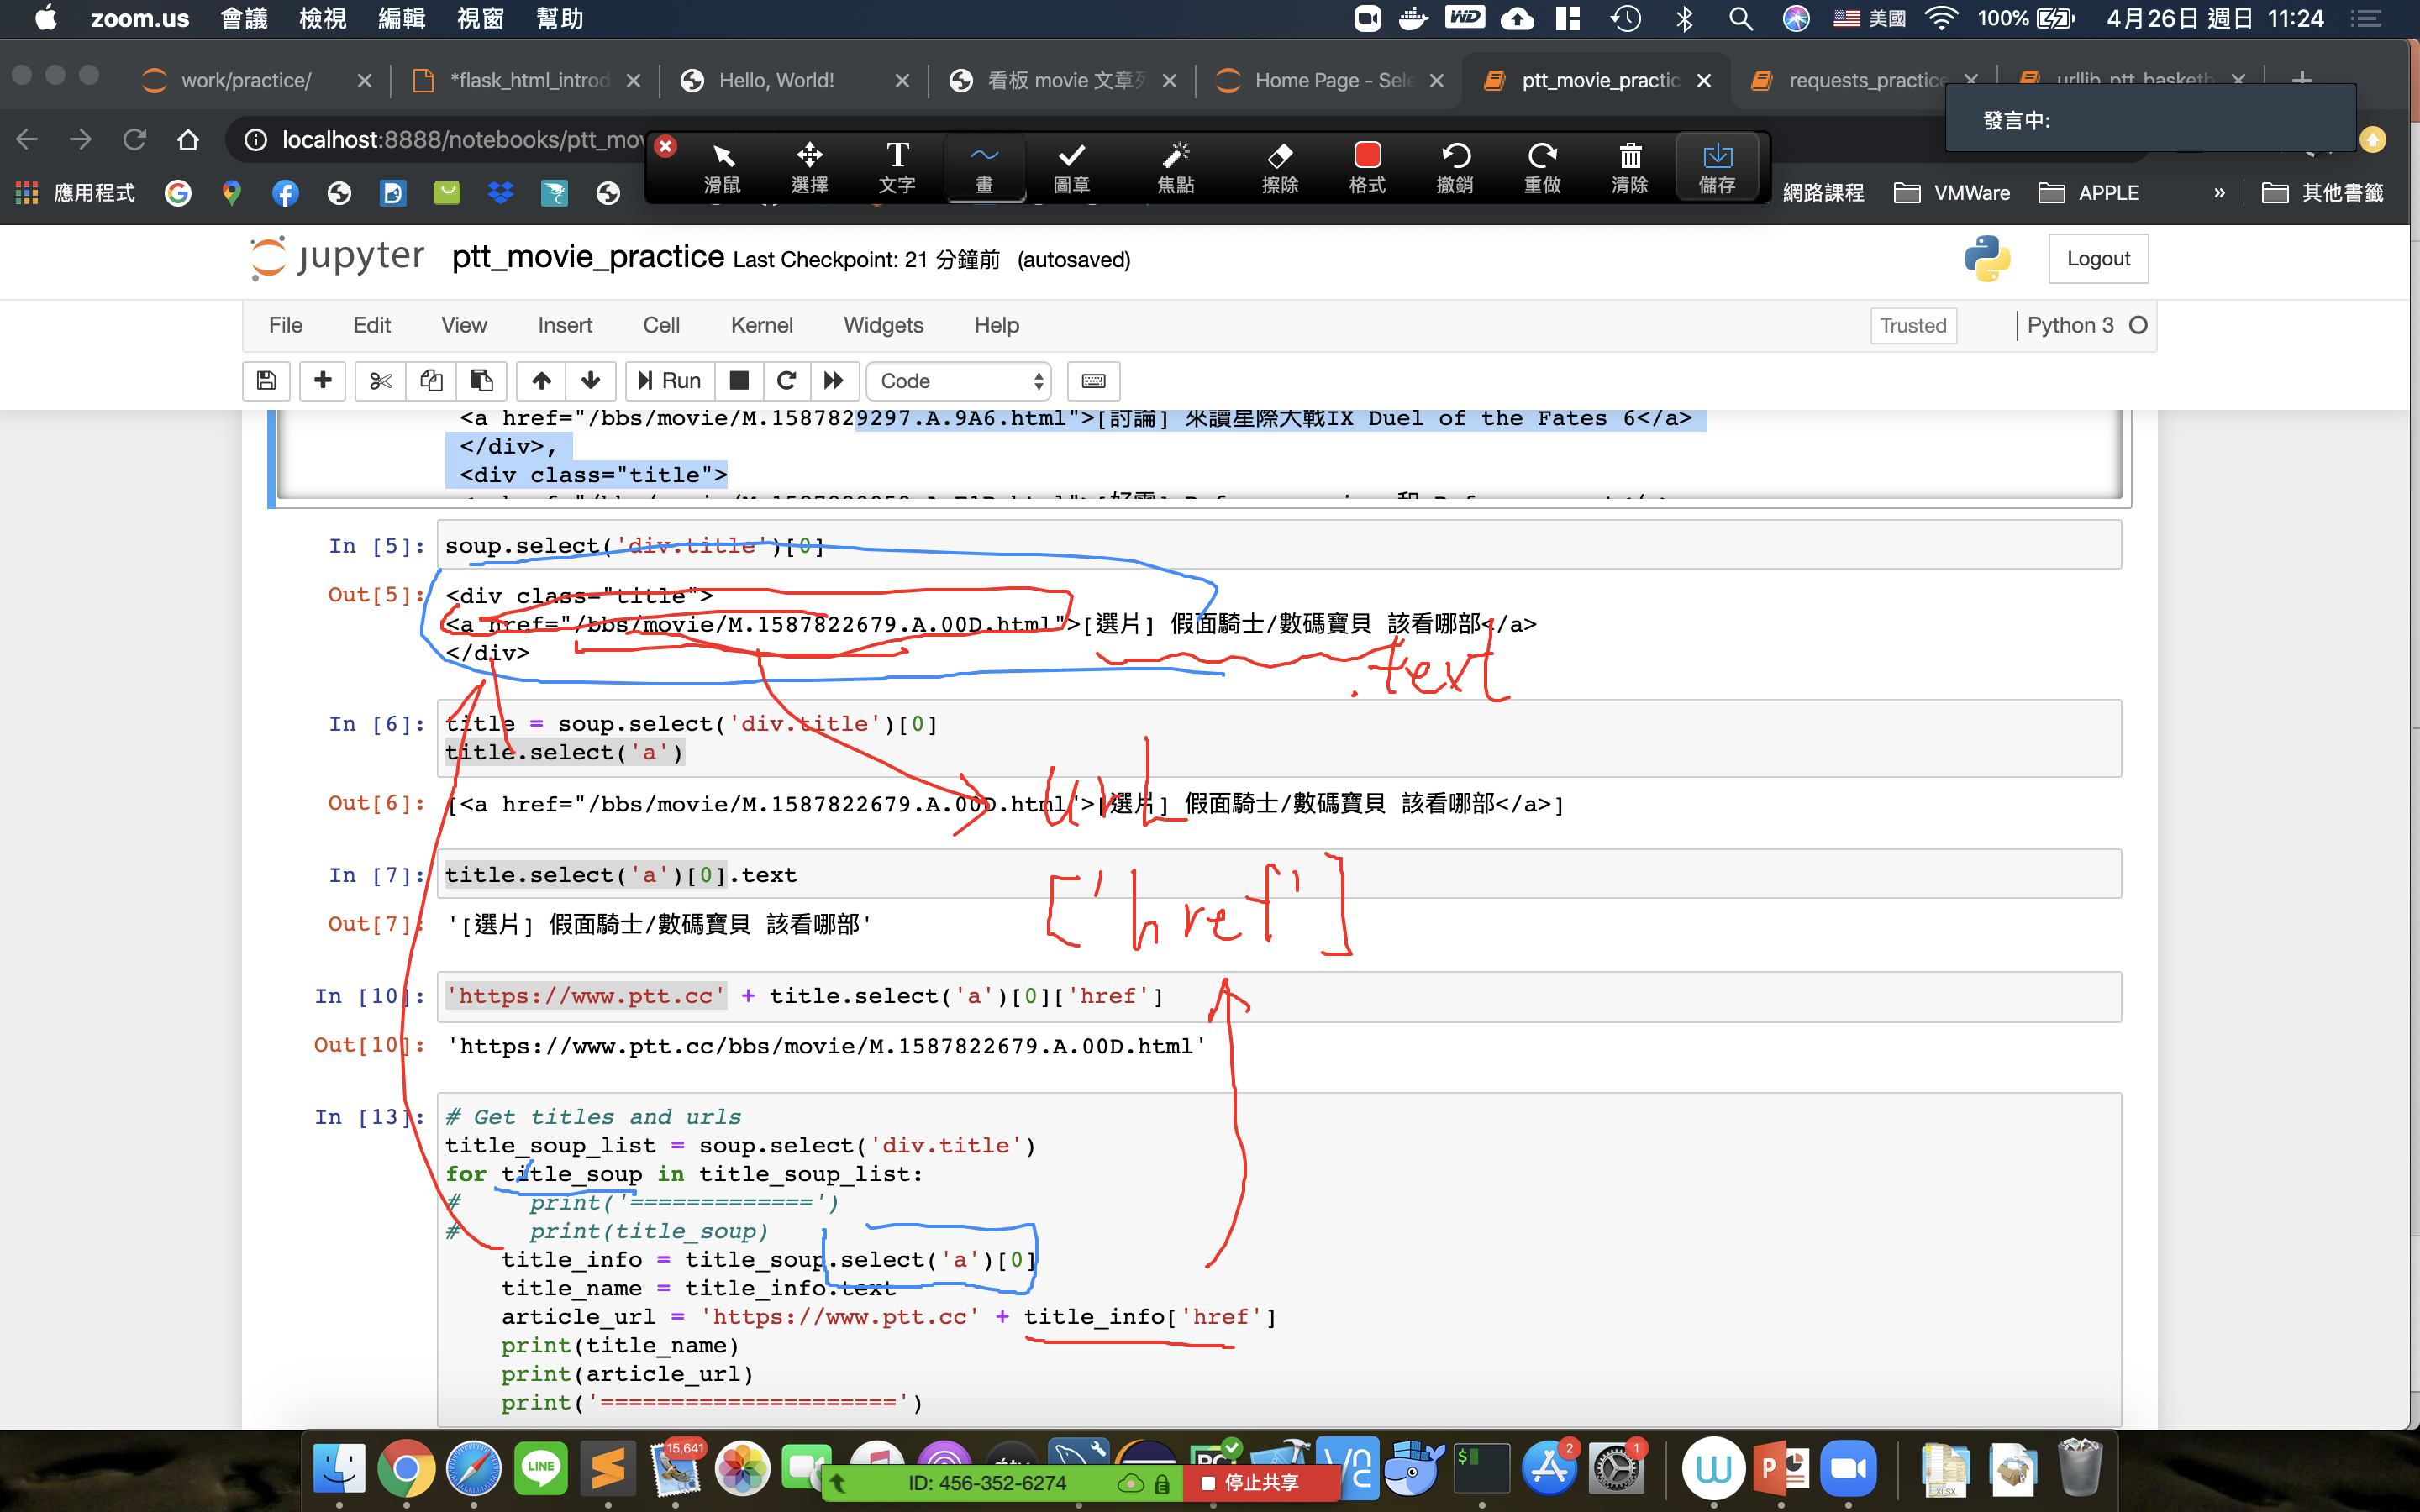 zoom.us 會議 檢視 編輯 視窗 幫助
WD 美國 100% 4月26日 週日 11:24
work/practice/ *flask_html_introd Hello, World! 看板 movie 文章 Home Page - Sele ptt_movie_practic requests_practice urllib_ptt_basketb
發言中:
localhost:8888/notebooks/ptt_mov
滑鼠 選擇 文字 畫 圖章 焦點 擦除 格式 撤銷 重做 清除 儲存
應用程式 網路課程 VMWare APPLE » 其他書籤
jupyter ptt_movie_practice Last Checkpoint: 21 分鐘前 (autosaved)
Logout
File Edit View Insert Cell Kernel Widgets Help
Trusted Python 3
Run Code
<a href="/bbs/movie/M.1587829297.A.9A6.html">[討論] 來讀星際大戰IX Duel of the Fates 6</a>
</div>,
<div class="title">
In [5]: soup.select('div.title')[0]
Out[5]: <div class="title">
<a href="/bbs/movie/M.1587822679.A.00D.html">[選片] 假面騎士/數碼寶貝 該看哪部</a>
</div>
.text
In [6]: title = soup.select('div.title')[0]
title.select('a')
Out[6]: [<a href="/bbs/movie/M.1587822679.A.00D.html">[選片] 假面騎士/數碼寶貝 該看哪部</a>]
url
In [7]: title.select('a')[0].text
['href']
Out[7]: '[選片] 假面騎士/數碼寶貝 該看哪部'
In [10]: 'https://www.ptt.cc' + title.select('a')[0]['href']
Out[10]: 'https://www.ptt.cc/bbs/movie/M.1587822679.A.00D.html'
In [13]: # Get titles and urls
title_soup_list = soup.select('div.title')
for title_soup in title_soup_list:
#     print('=============')
#     print(title_soup)
title_info = title_soup.select('a')[0]
title_name = title_info.text
article_url = 'https://www.ptt.cc' + title_info['href']
print(title_name)
print(article_url)
print('=====================')
LINE 15,641 2 1
ID: 456-352-6274 停止共享
XLSX